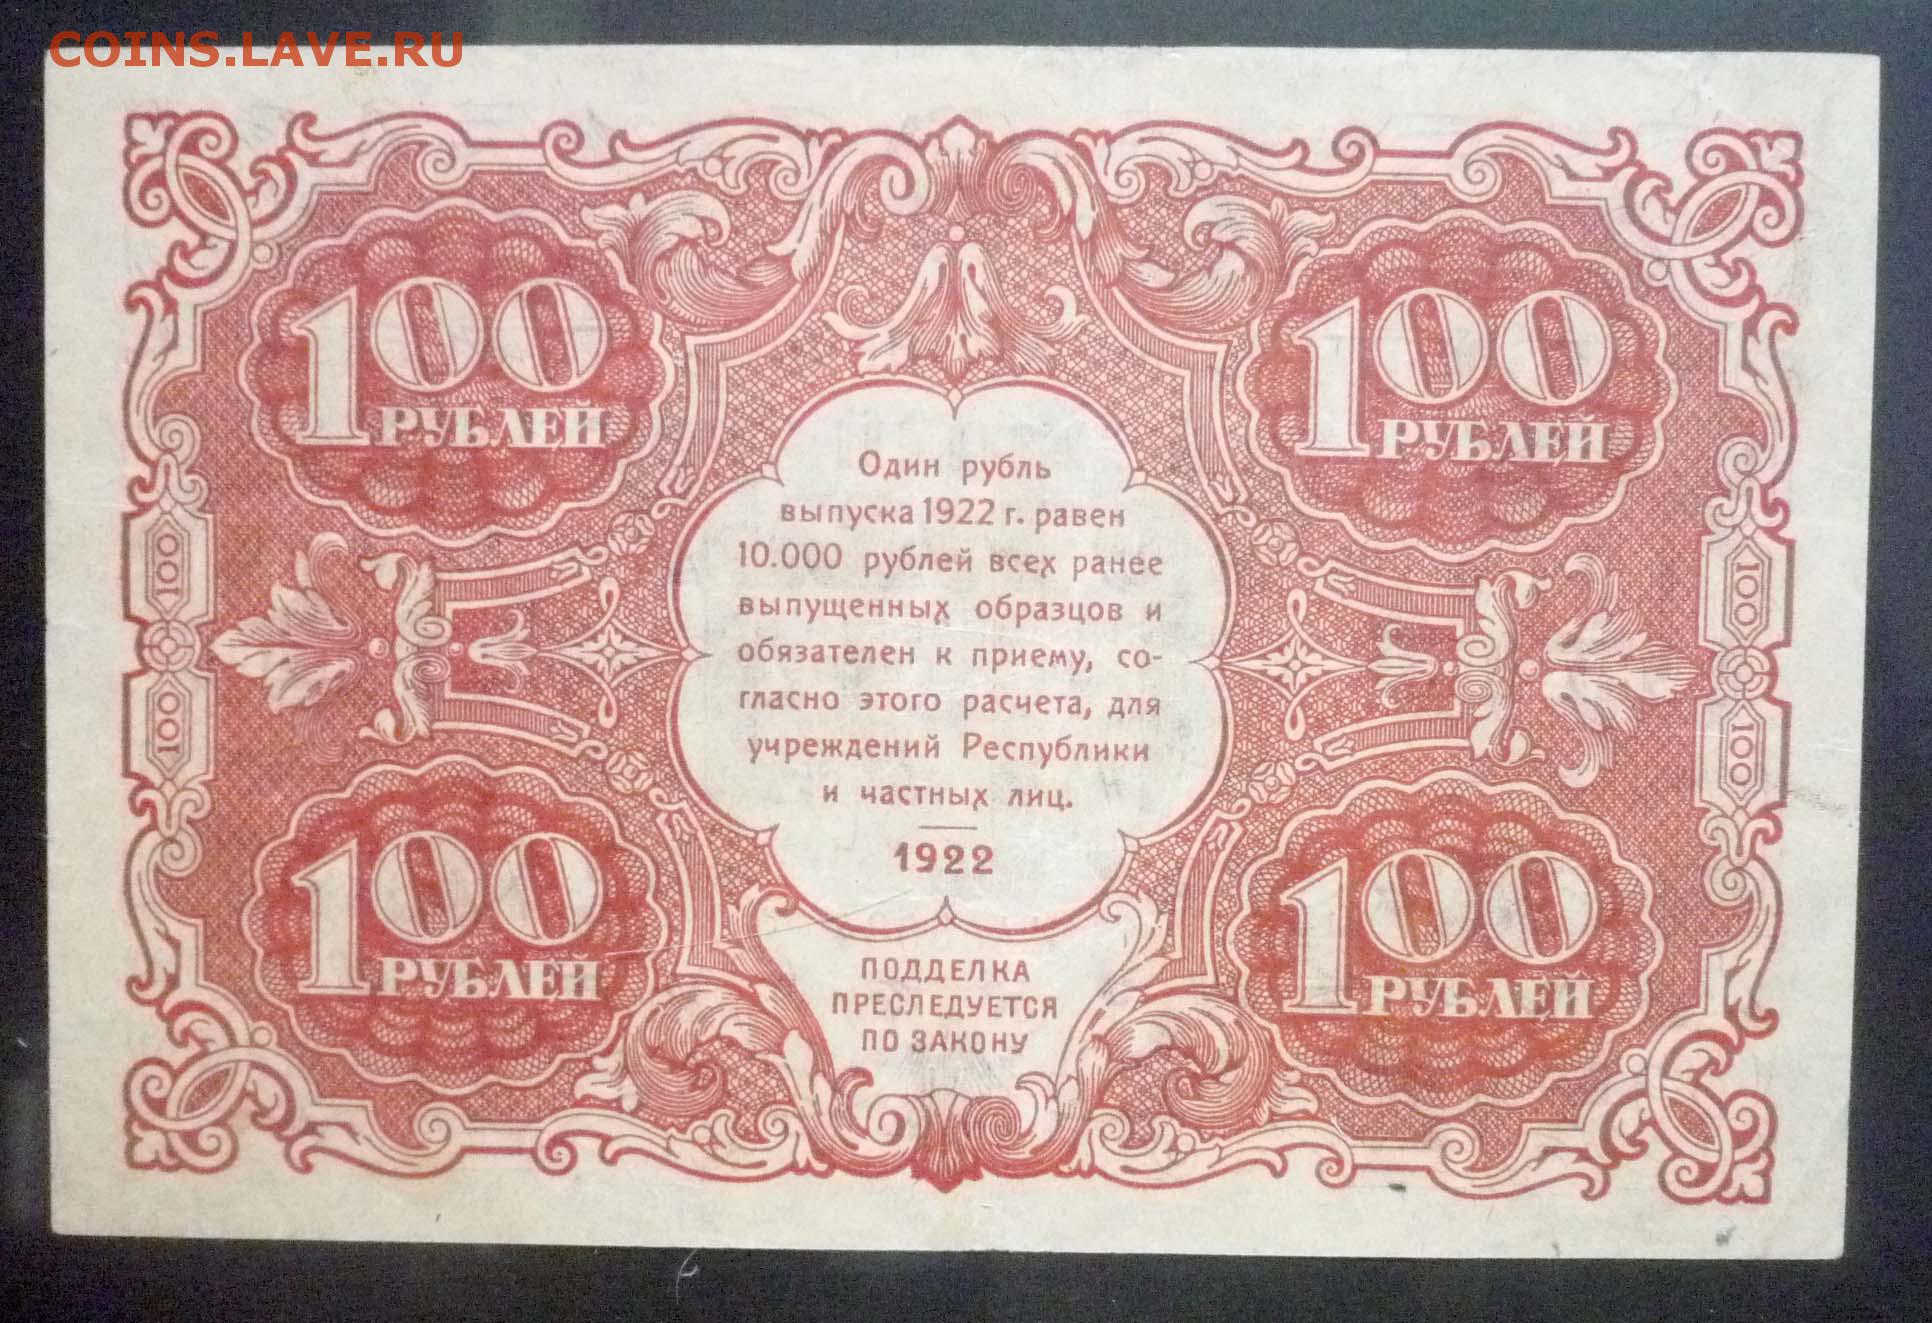 COINS.LAVE.RU
100 100
РУБЛЕЙ РУБЛЕЙ
Один рубль
выпуска 1922 г. равен
10.000 рублей всех ранее
выпущенных образцов и
обязателен к приему, со-
гласно этого расчета, для
учреждений Республики
и частных лиц.
1922
100 100
100 100
100 100
РУБЛЕЙ РУБЛЕЙ
ПОДДЕЛКА
ПРЕСЛЕДУЕТСЯ
ПО ЗАКОНУ